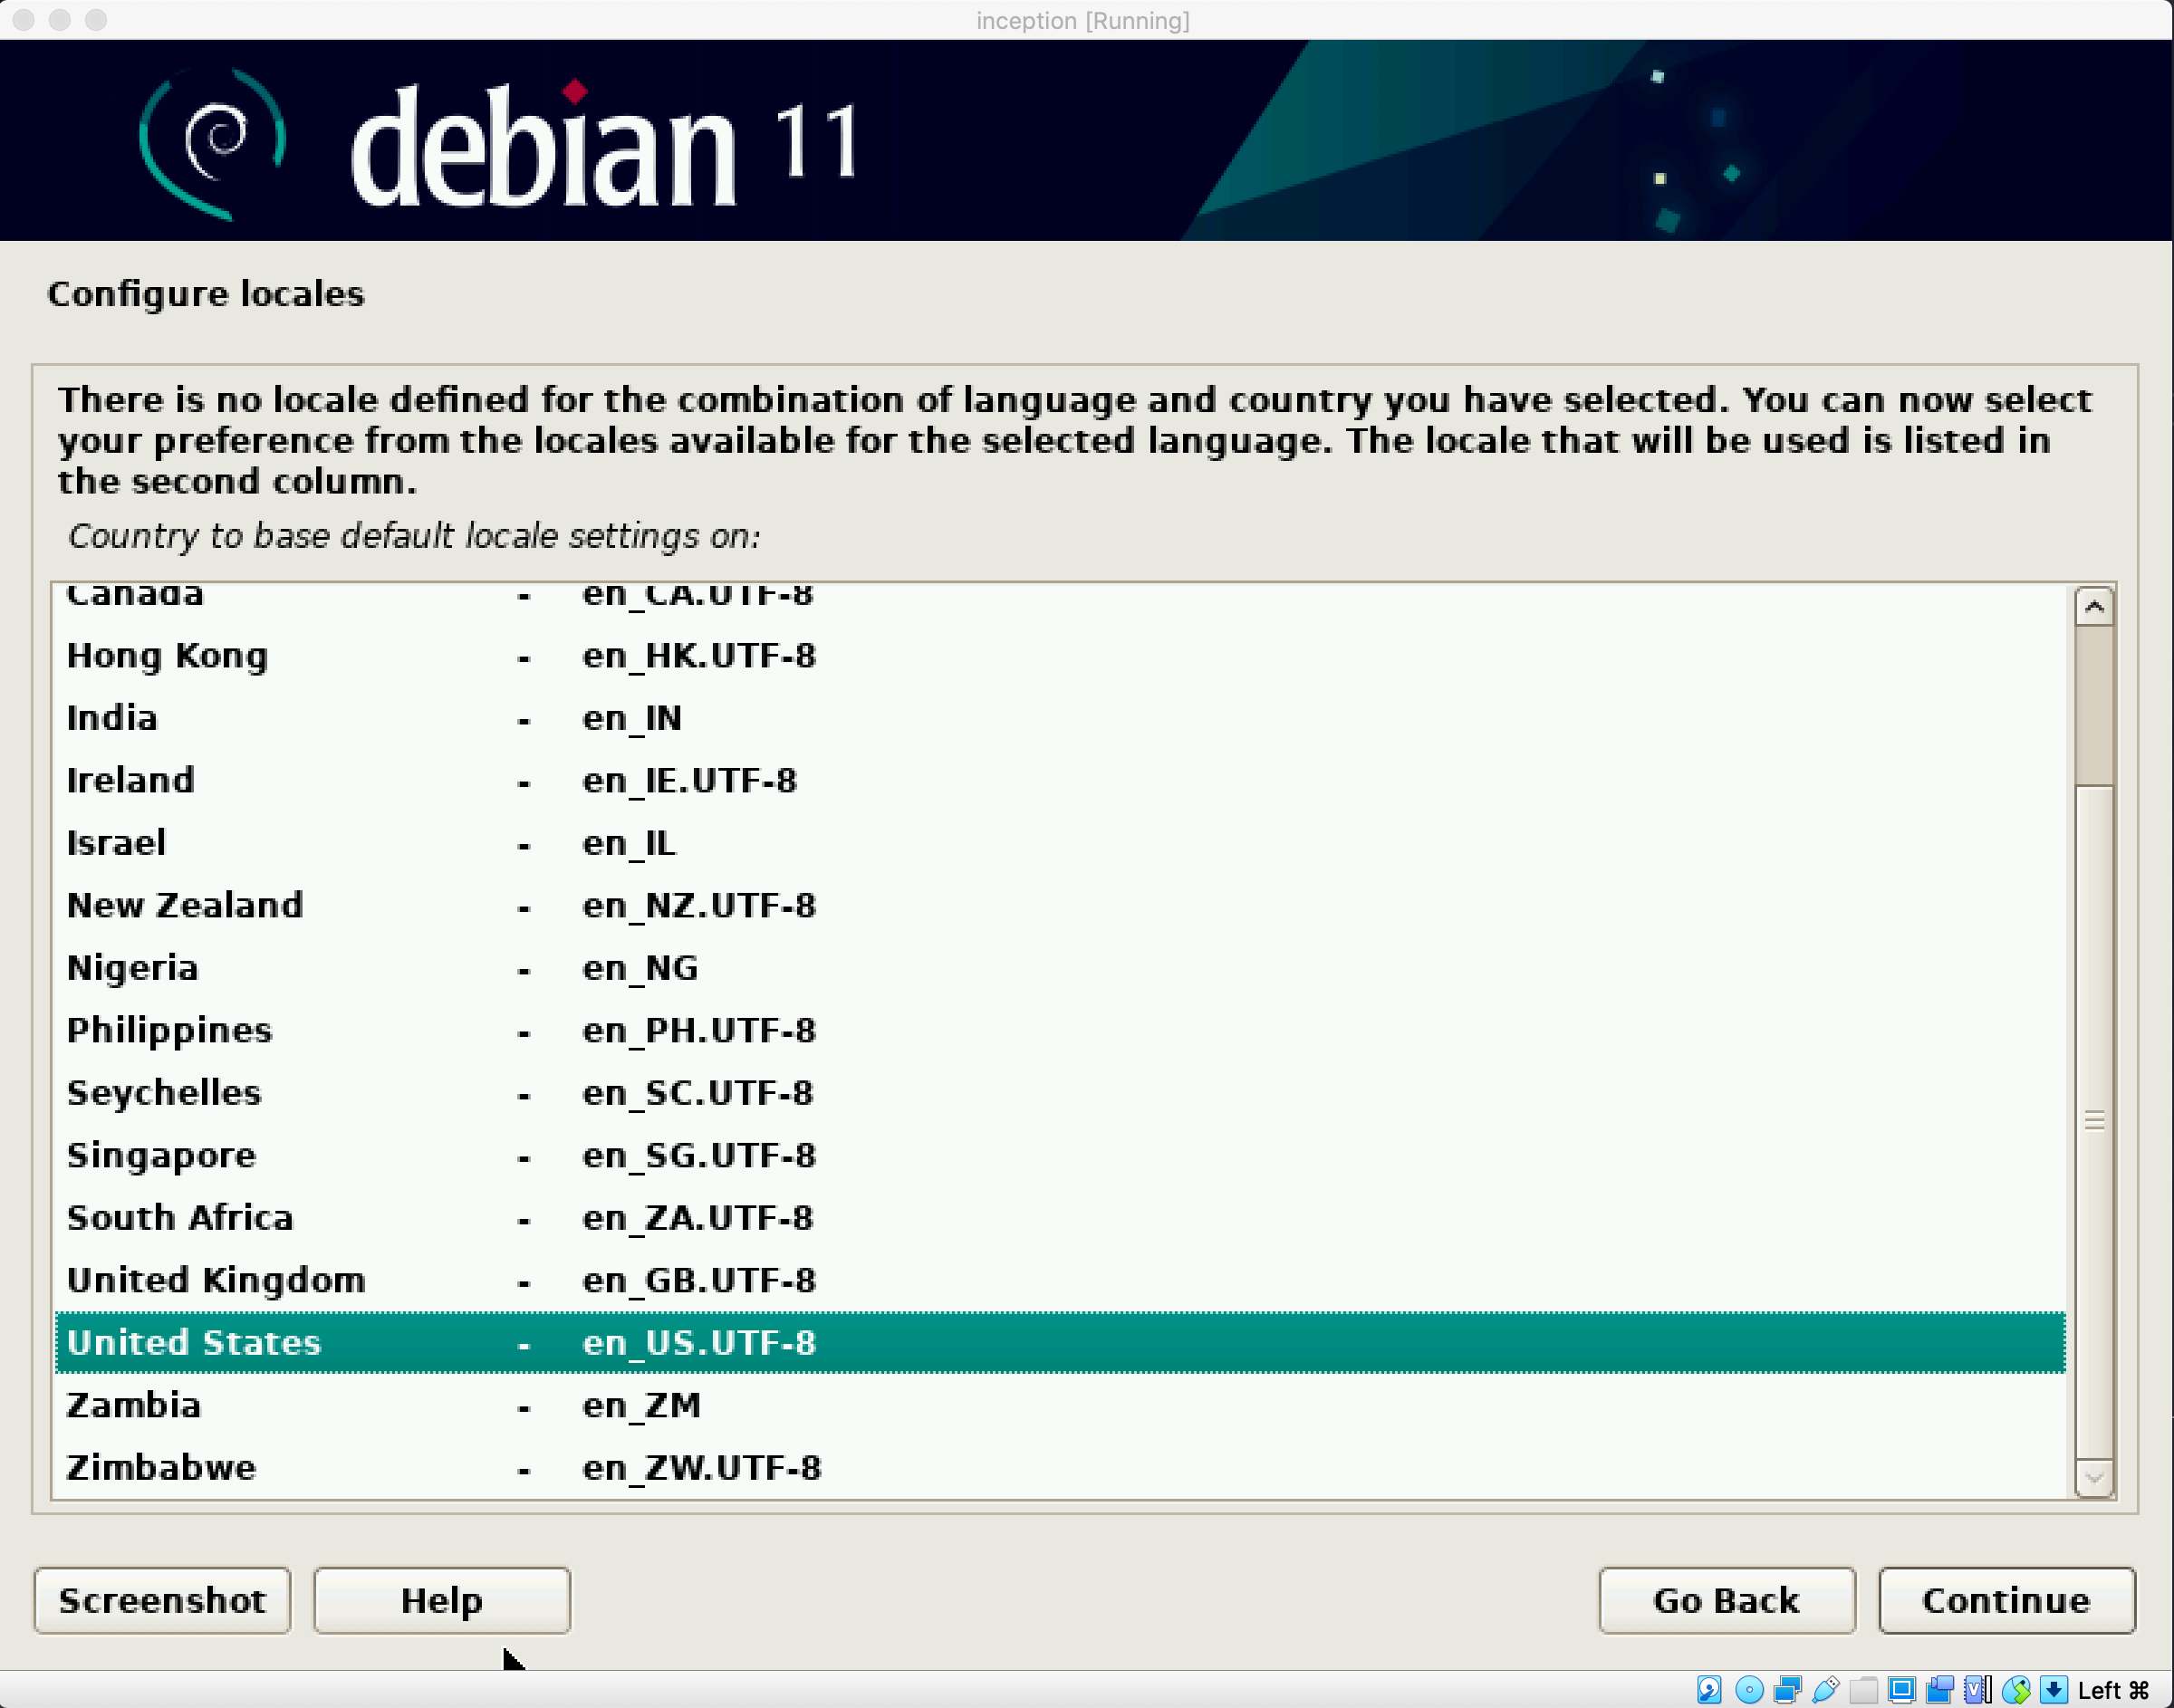 inception [Running]
debian 11
Configure locales
There is no locale defined for the combination of language and country you have selected. You can now select
your preference from the locales available for the selected language. The locale that will be used is listed in
the second column.
Country to base default locale settings on:
Canada - en_CA.UTF-8
Hong Kong - en_HK.UTF-8
India - en_IN
Ireland - en_IE.UTF-8
Israel - en_IL
New Zealand - en_NZ.UTF-8
Nigeria - en_NG
Philippines - en_PH.UTF-8
Seychelles - en_SC.UTF-8
Singapore - en_SG.UTF-8
South Africa - en_ZA.UTF-8
United Kingdom - en_GB.UTF-8
United States - en_US.UTF-8
Zambia - en_ZM
Zimbabwe - en_ZW.UTF-8
Screenshot Help Go Back Continue
Left ⌘